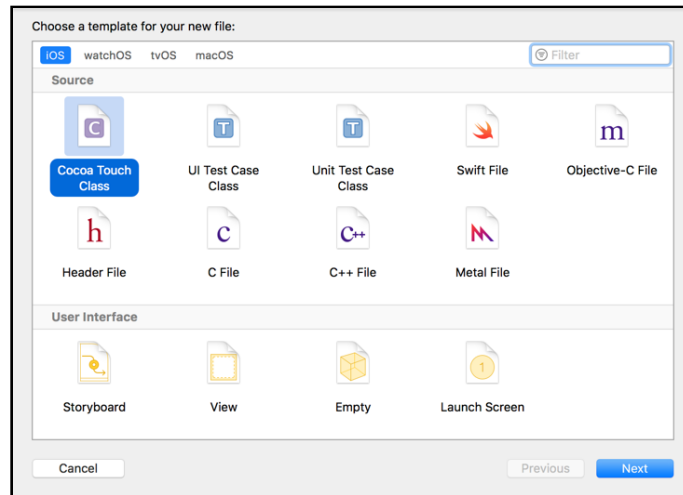 Choose a template for your new file:
iOS watchOS tvOS macOS Filter
Source
C T T m
Cocoa Touch Class UI Test Case Class Unit Test Case Class Swift File Objective-C File
h c C++
Header File C File C++ File Metal File
User Interface
1
Storyboard View Empty Launch Screen
Cancel Previous Next